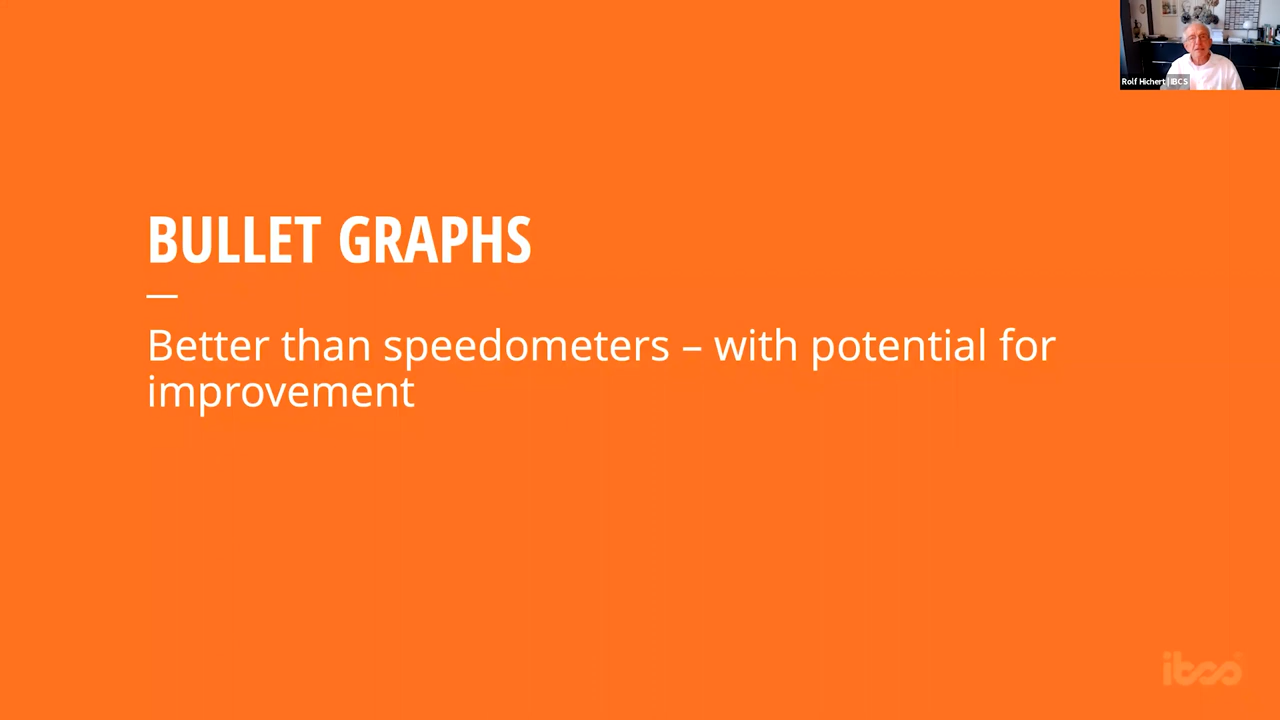 Rolf Hichert | IBCS
BULLET GRAPHS
Better than speedometers – with potential for
improvement
ibcs